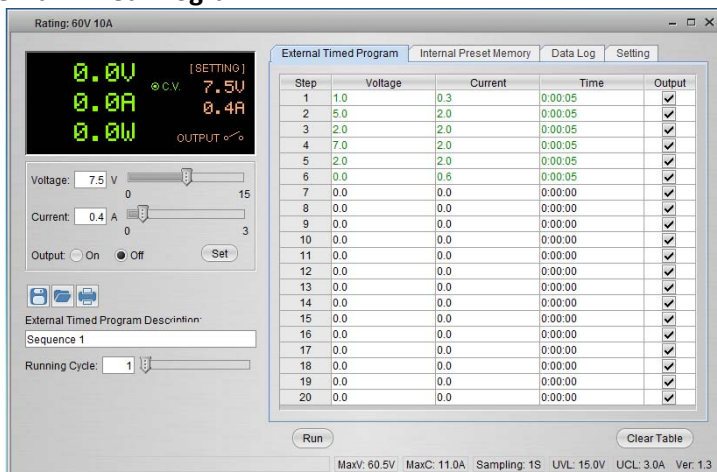 Rating: 60V 10A
0.0V
0.0A
0.0W
C.V.
[SETTING]
7.5V
0.4A
OUTPUT
Voltage: 7.5 V
0 15
Current: 0.4 A
0 3
Output: On Off Set
External Timed Program Description:
Sequence 1
Running Cycle: 1
External Timed Program Internal Preset Memory Data Log Setting
Step Voltage Current Time Output
1 1.0 0.3 0:00:05
2 5.0 2.0 0:00:05
3 2.0 2.0 0:00:05
4 7.0 2.0 0:00:05
5 2.0 2.0 0:00:05
6 0.0 0.6 0:00:05
7 0.0 0.0 0:00:00
8 0.0 0.0 0:00:00
9 0.0 0.0 0:00:00
10 0.0 0.0 0:00:00
11 0.0 0.0 0:00:00
12 0.0 0.0 0:00:00
13 0.0 0.0 0:00:00
14 0.0 0.0 0:00:00
15 0.0 0.0 0:00:00
16 0.0 0.0 0:00:00
17 0.0 0.0 0:00:00
18 0.0 0.0 0:00:00
19 0.0 0.0 0:00:00
20 0.0 0.0 0:00:00
Run Clear Table
MaxV: 60.5V MaxC: 11.0A Sampling: 1S UVL: 15.0V UCL: 3.0A Ver: 1.3